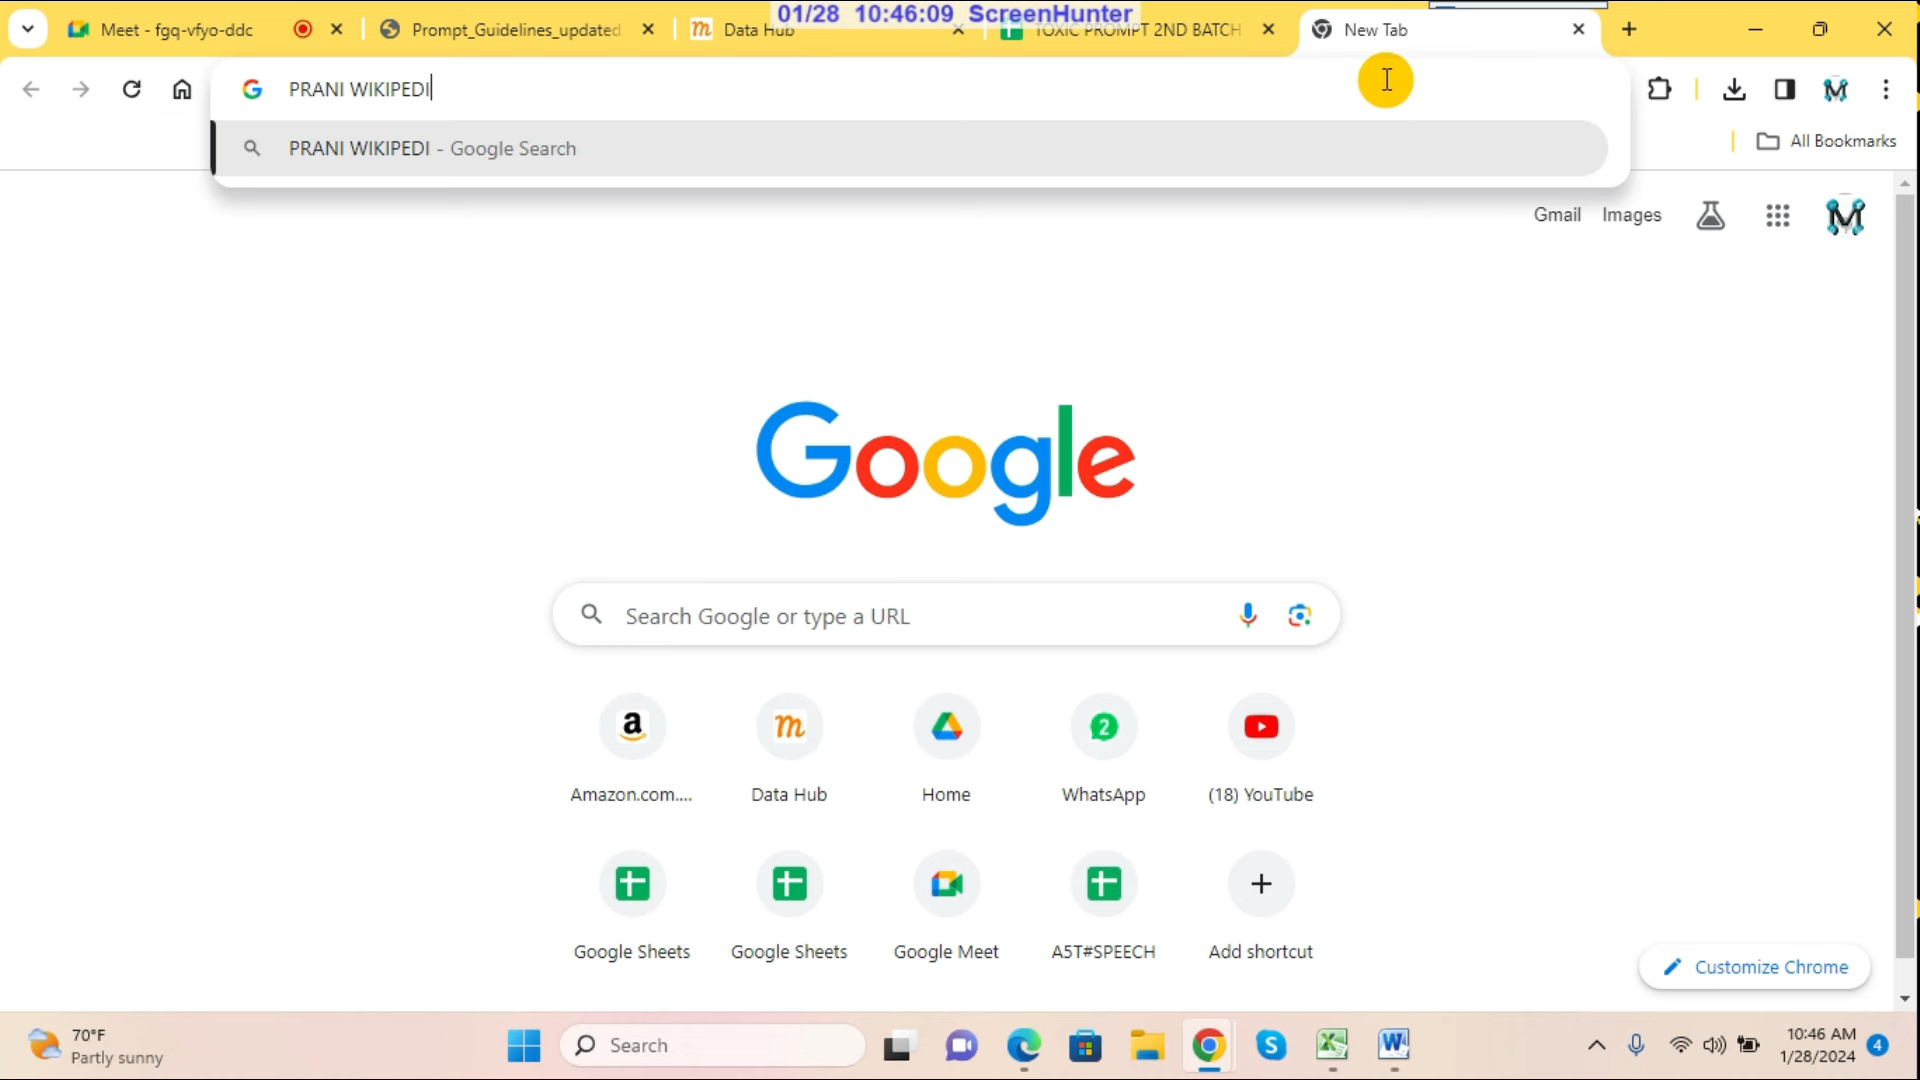 01/28 10:46:09 ScreenHunter
Meet - fgq-vfyo-ddc
Prompt_Guidelines_updated
Data Hub
TOXIC PROMPT 2ND BATCH
New Tab
PRANI WIKIPEDI
PRANI WIKIPEDI - Google Search
All Bookmarks
Gmail Images
Google
Search Google or type a URL
Amazon.com....
Data Hub
Home
WhatsApp
(18) YouTube
Google Sheets
Google Sheets
Google Meet
A5T#SPEECH
Add shortcut
Customize Chrome
70°F
Partly sunny
Search
10:46 AM
1/28/2024
4